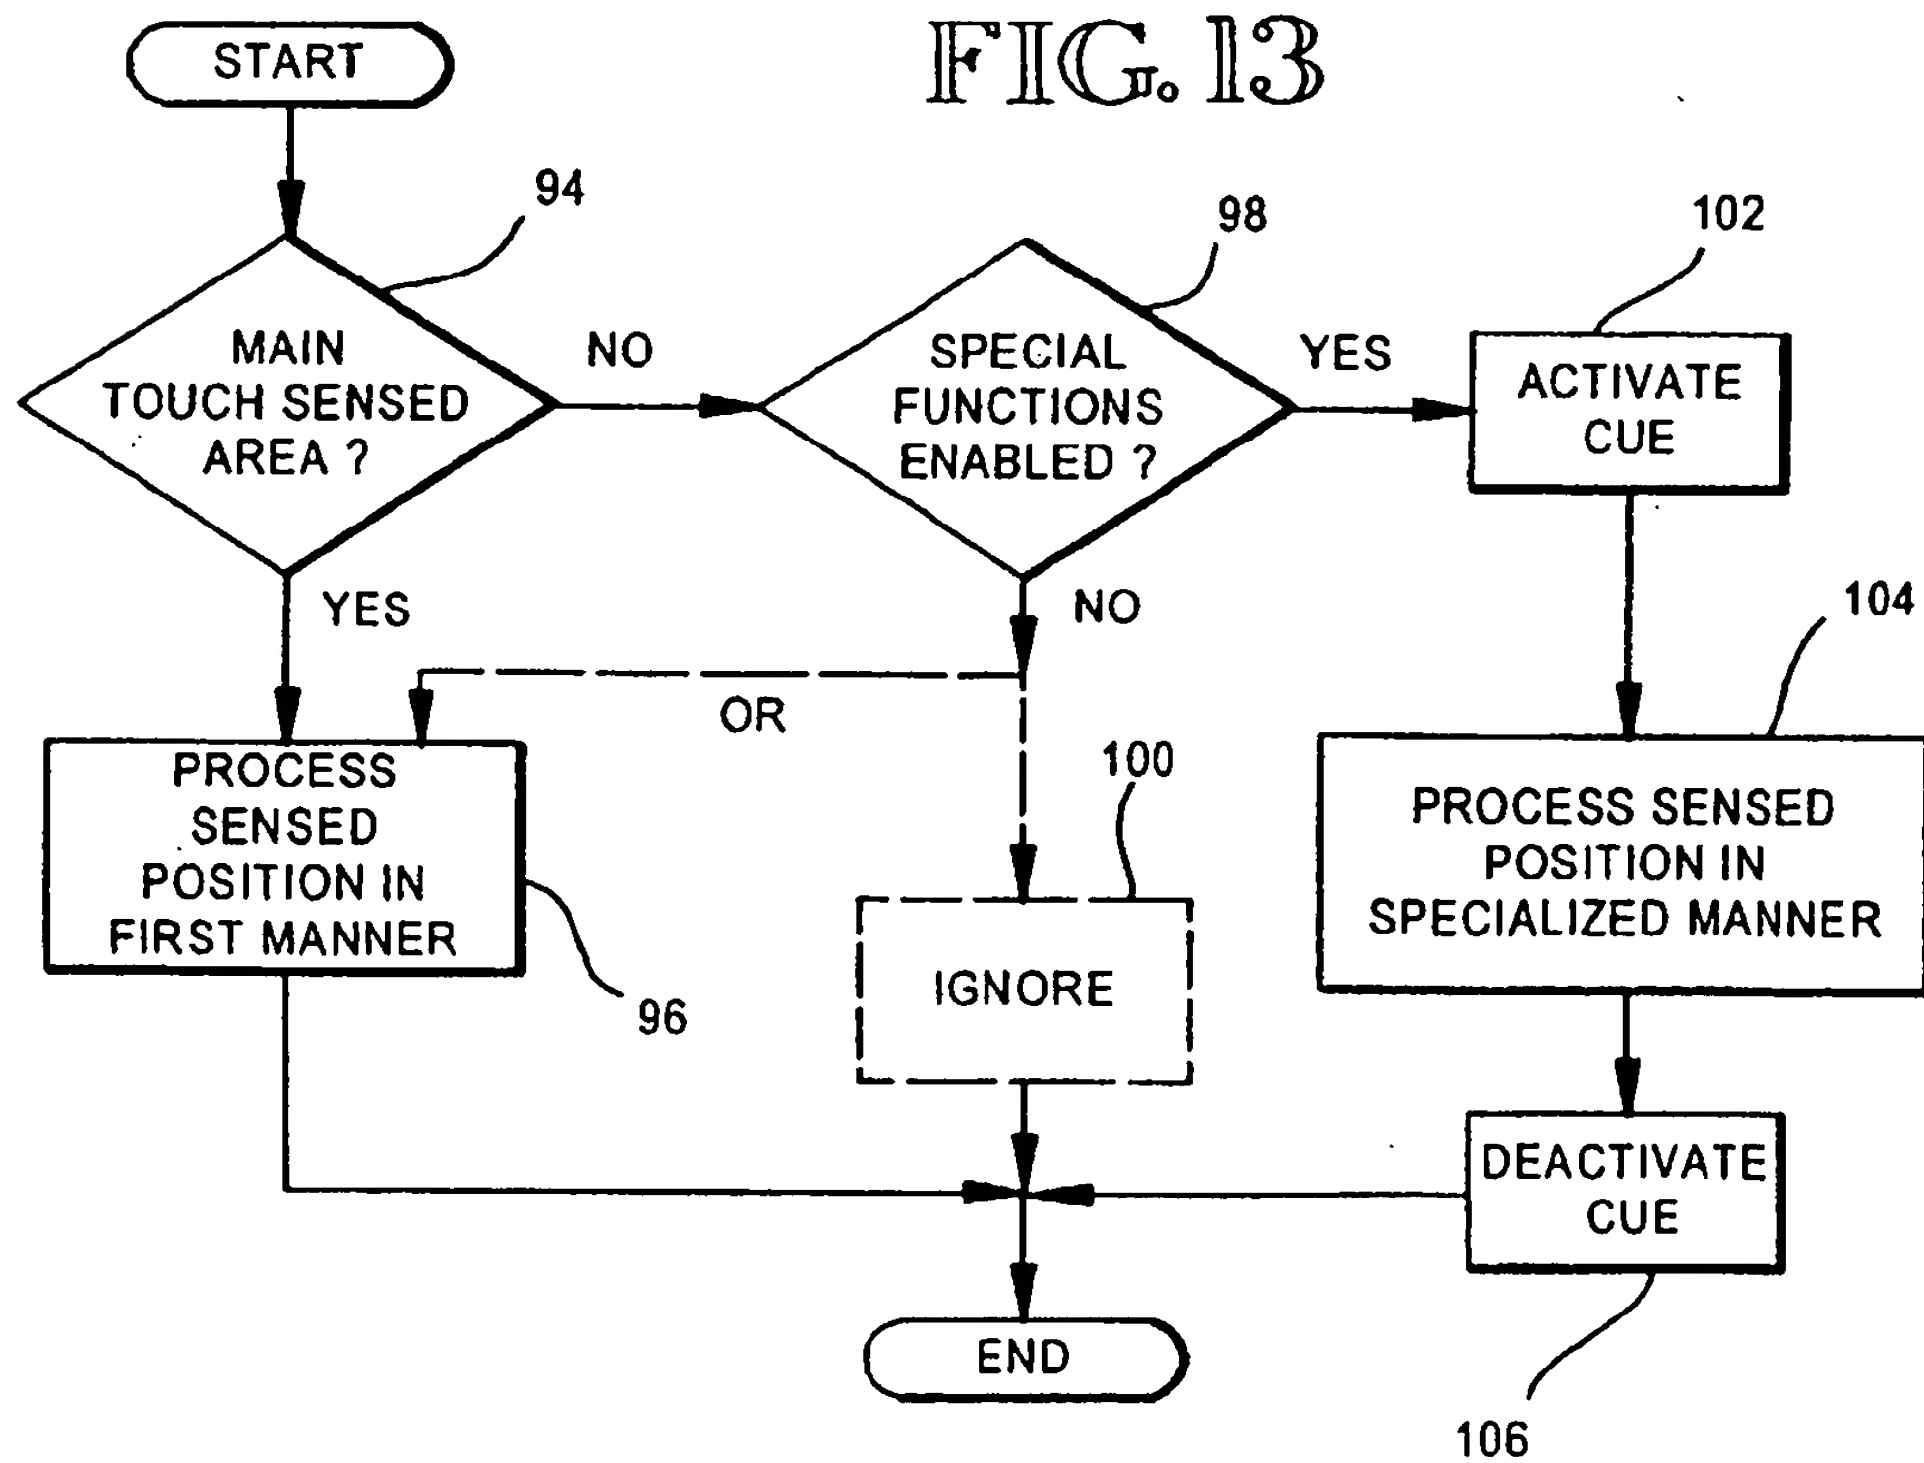 FIG. 13
START
94
98
102
MAIN
TOUCH SENSED
AREA ?
NO
SPECIAL
FUNCTIONS
ENABLED ?
YES
ACTIVATE
CUE
YES
NO
104
OR
PROCESS
SENSED
POSITION IN
FIRST MANNER
96
100
IGNORE
PROCESS SENSED
POSITION IN
SPECIALIZED MANNER
DEACTIVATE
CUE
END
106